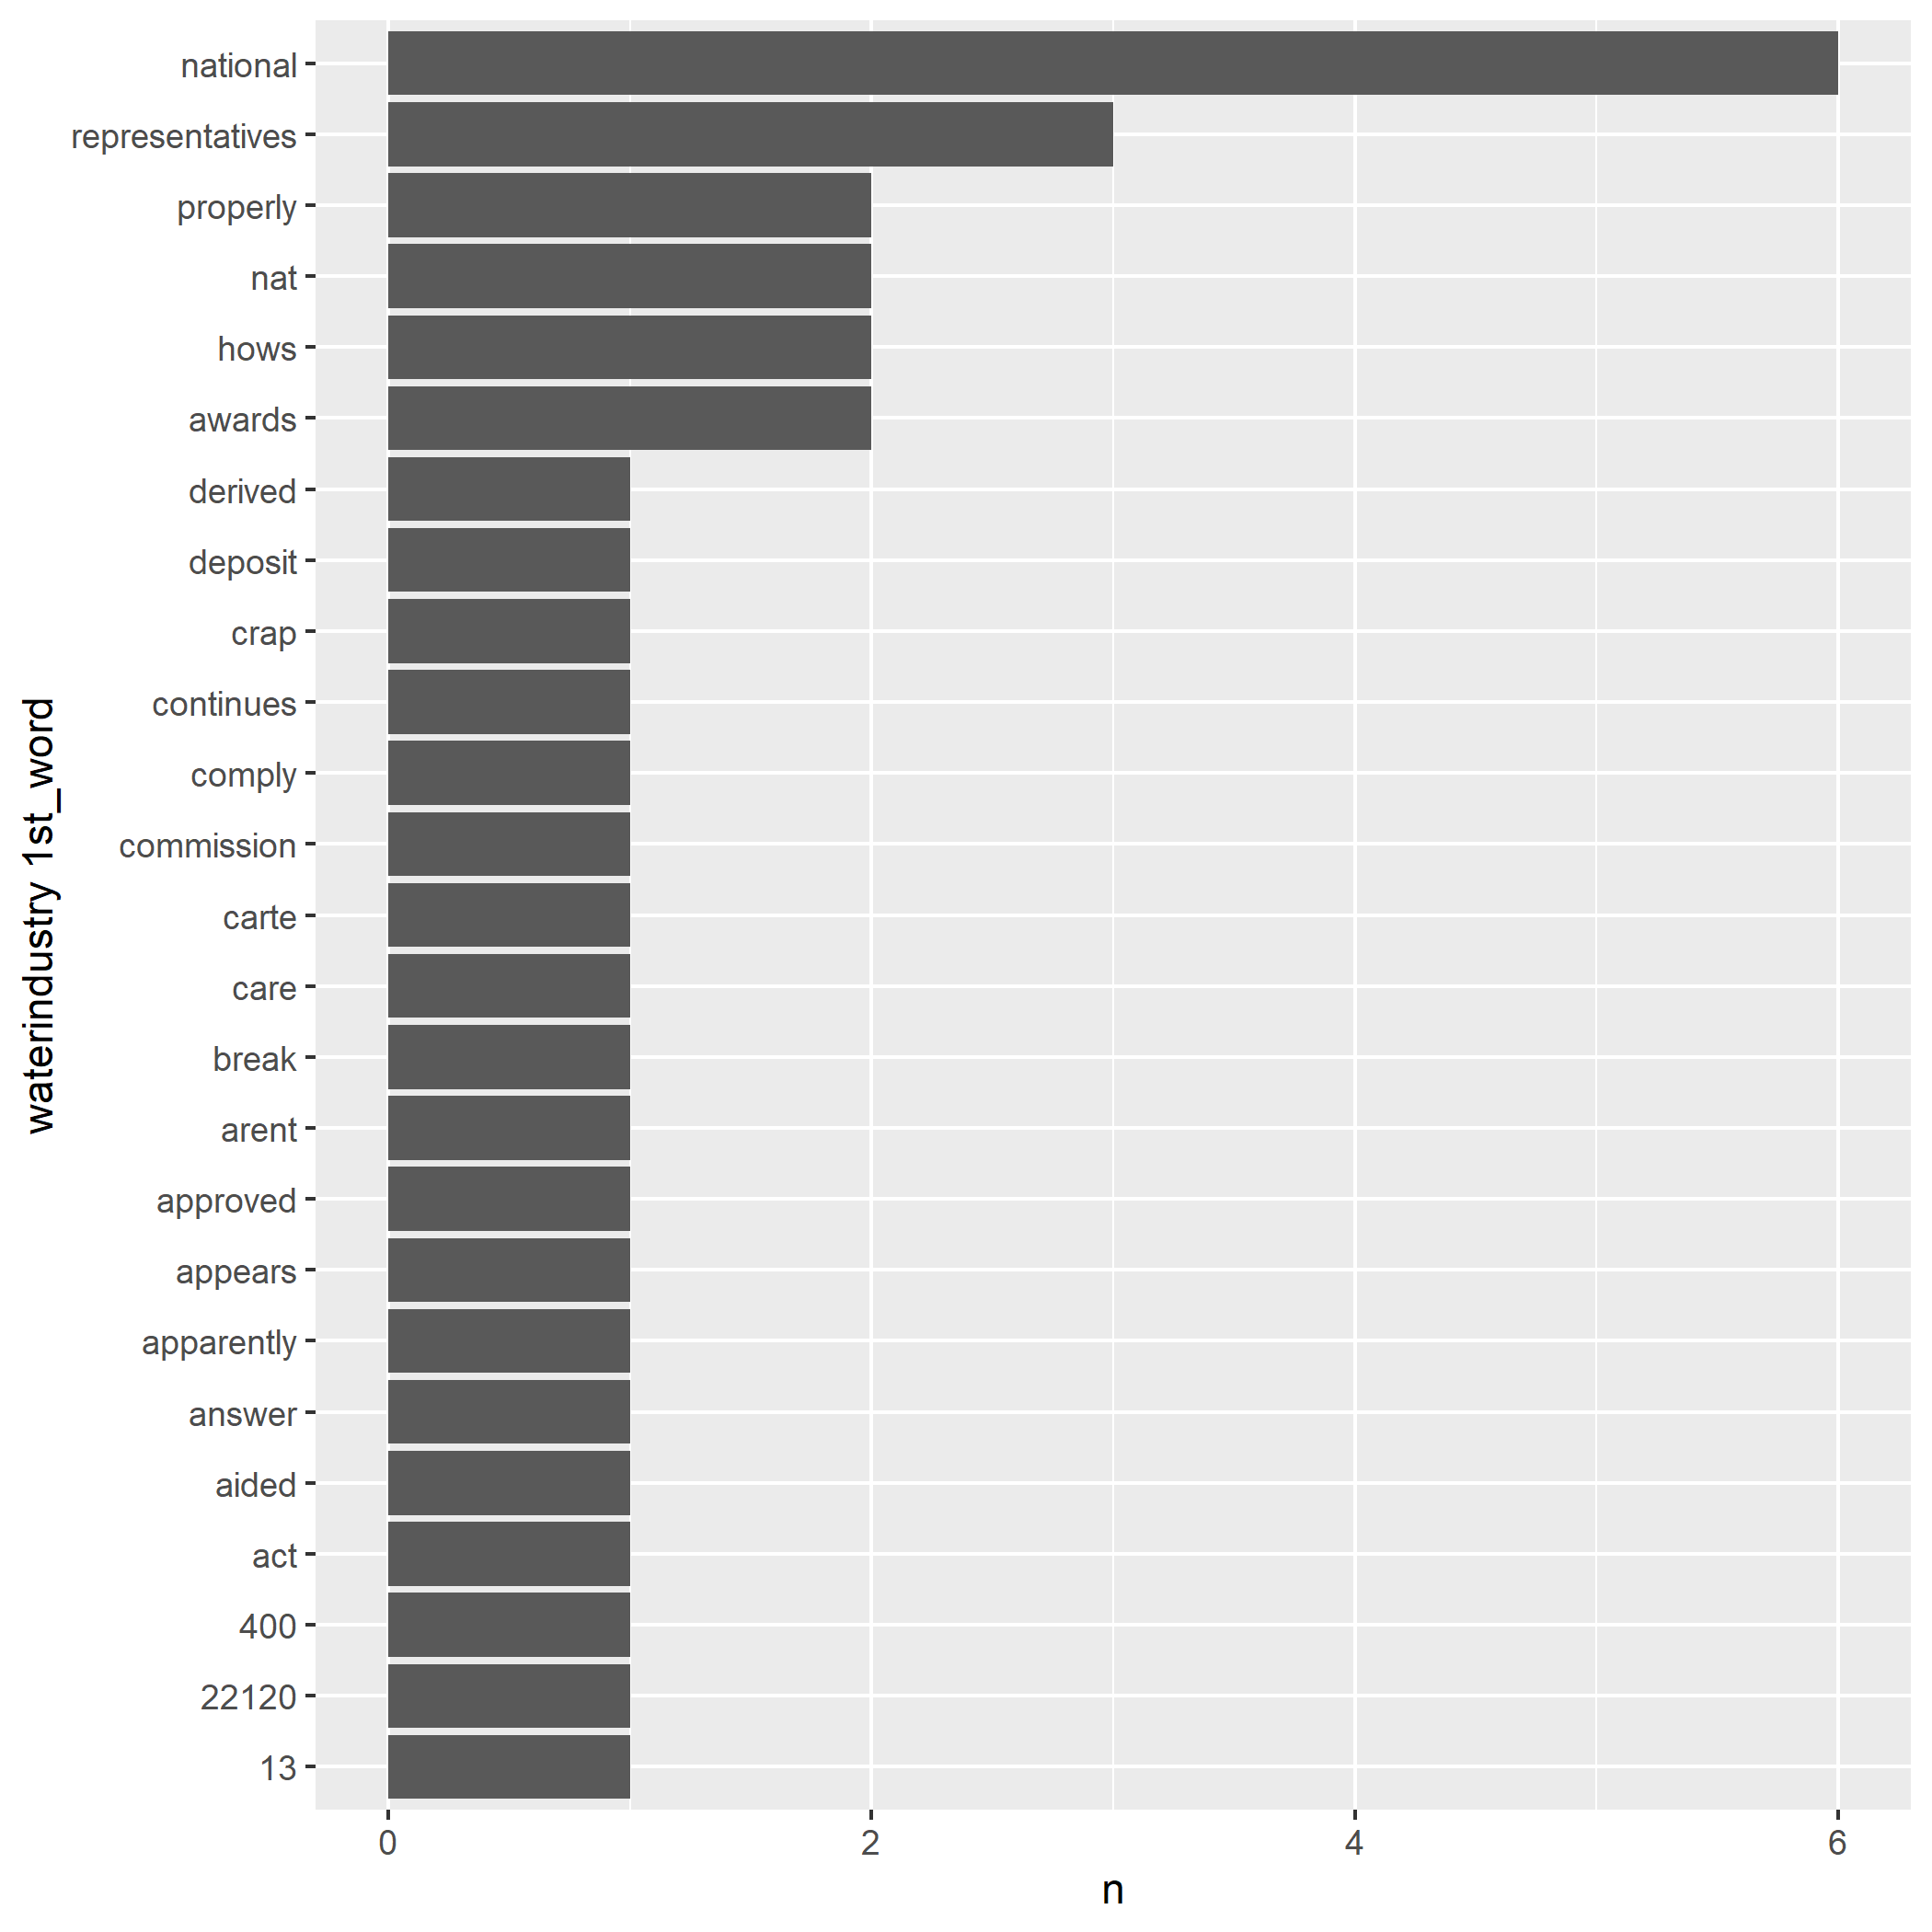 national
representatives
properly
nat
hows
awards
derived
deposit
crap
continues
comply
commission
carte
care
break
arent
approved
appears
apparently
answer
aided
act
400
22120
13
waterindustry 1st_word
0 2 4 6
n